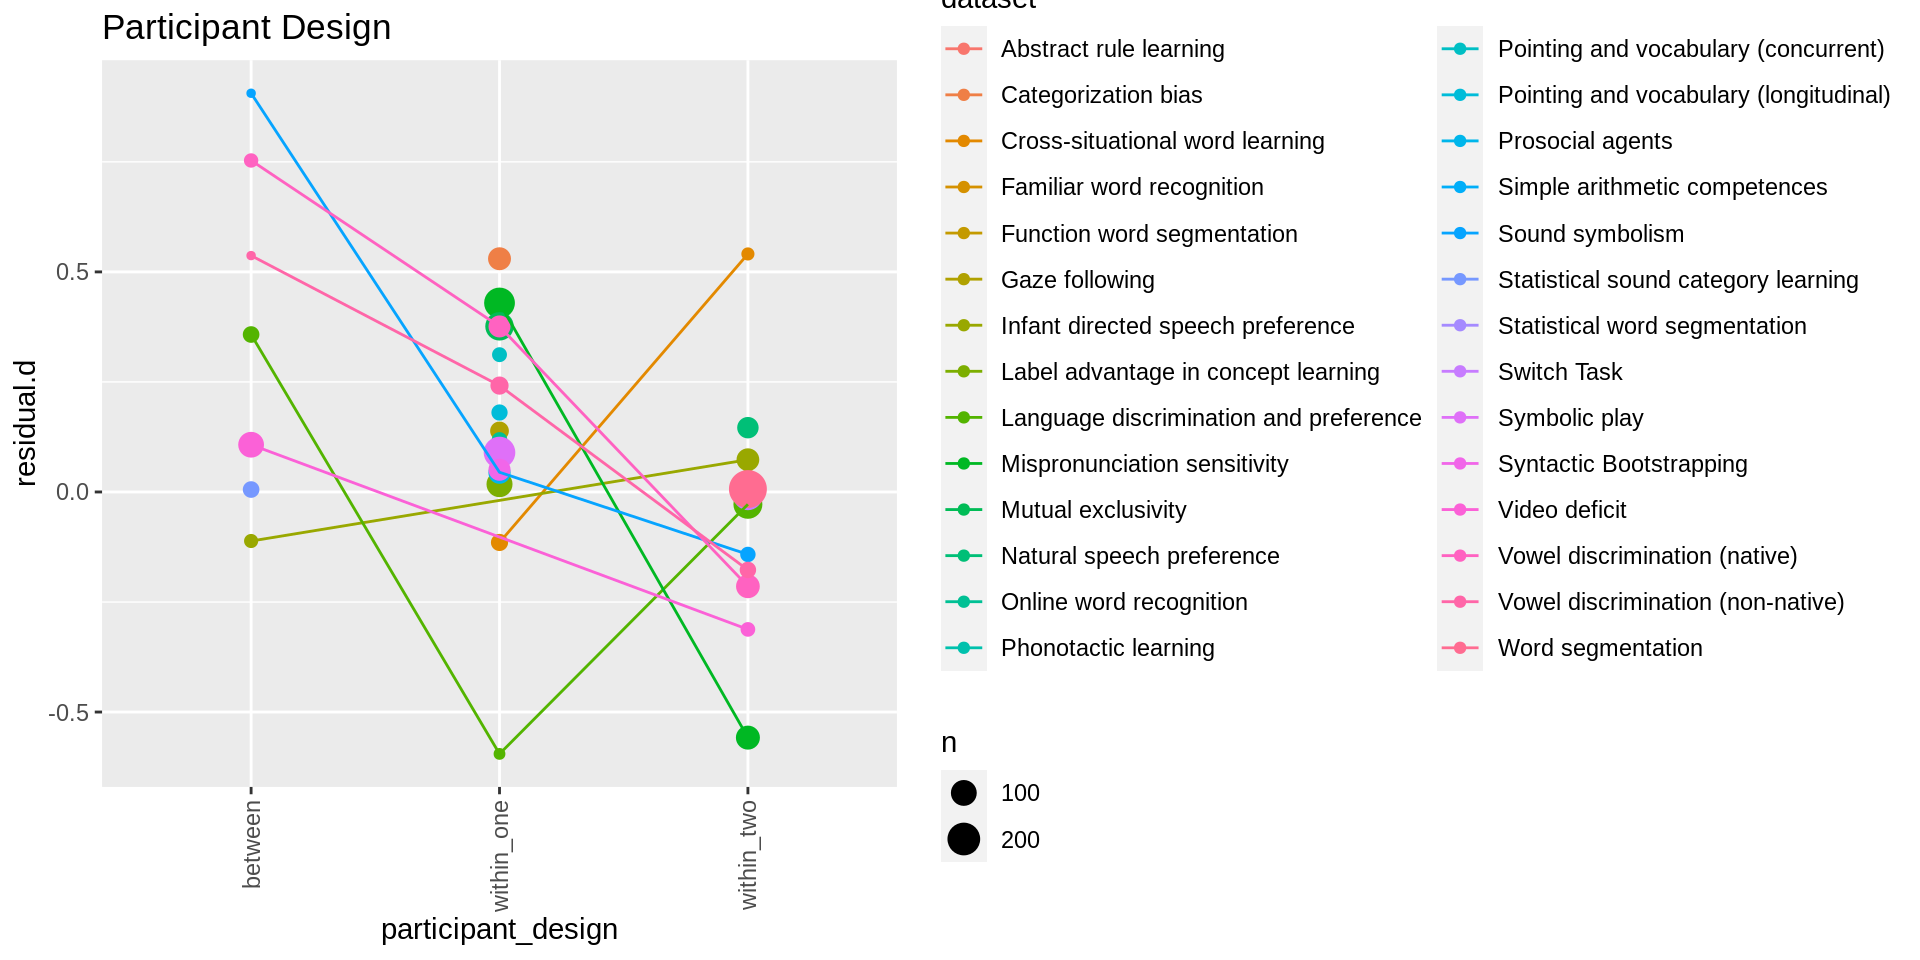 Participant Design
residual.d
0.5
0.0
-0.5
between
within_one
within_two
participant_design
dataset
Abstract rule learning
Categorization bias
Cross-situational word learning
Familiar word recognition
Function word segmentation
Gaze following
Infant directed speech preference
Label advantage in concept learning
Language discrimination and preference
Mispronunciation sensitivity
Mutual exclusivity
Natural speech preference
Online word recognition
Phonotactic learning
Pointing and vocabulary (concurrent)
Pointing and vocabulary (longitudinal)
Prosocial agents
Simple arithmetic competences
Sound symbolism
Statistical sound category learning
Statistical word segmentation
Switch Task
Symbolic play
Syntactic Bootstrapping
Video deficit
Vowel discrimination (native)
Vowel discrimination (non-native)
Word segmentation
n
100
200